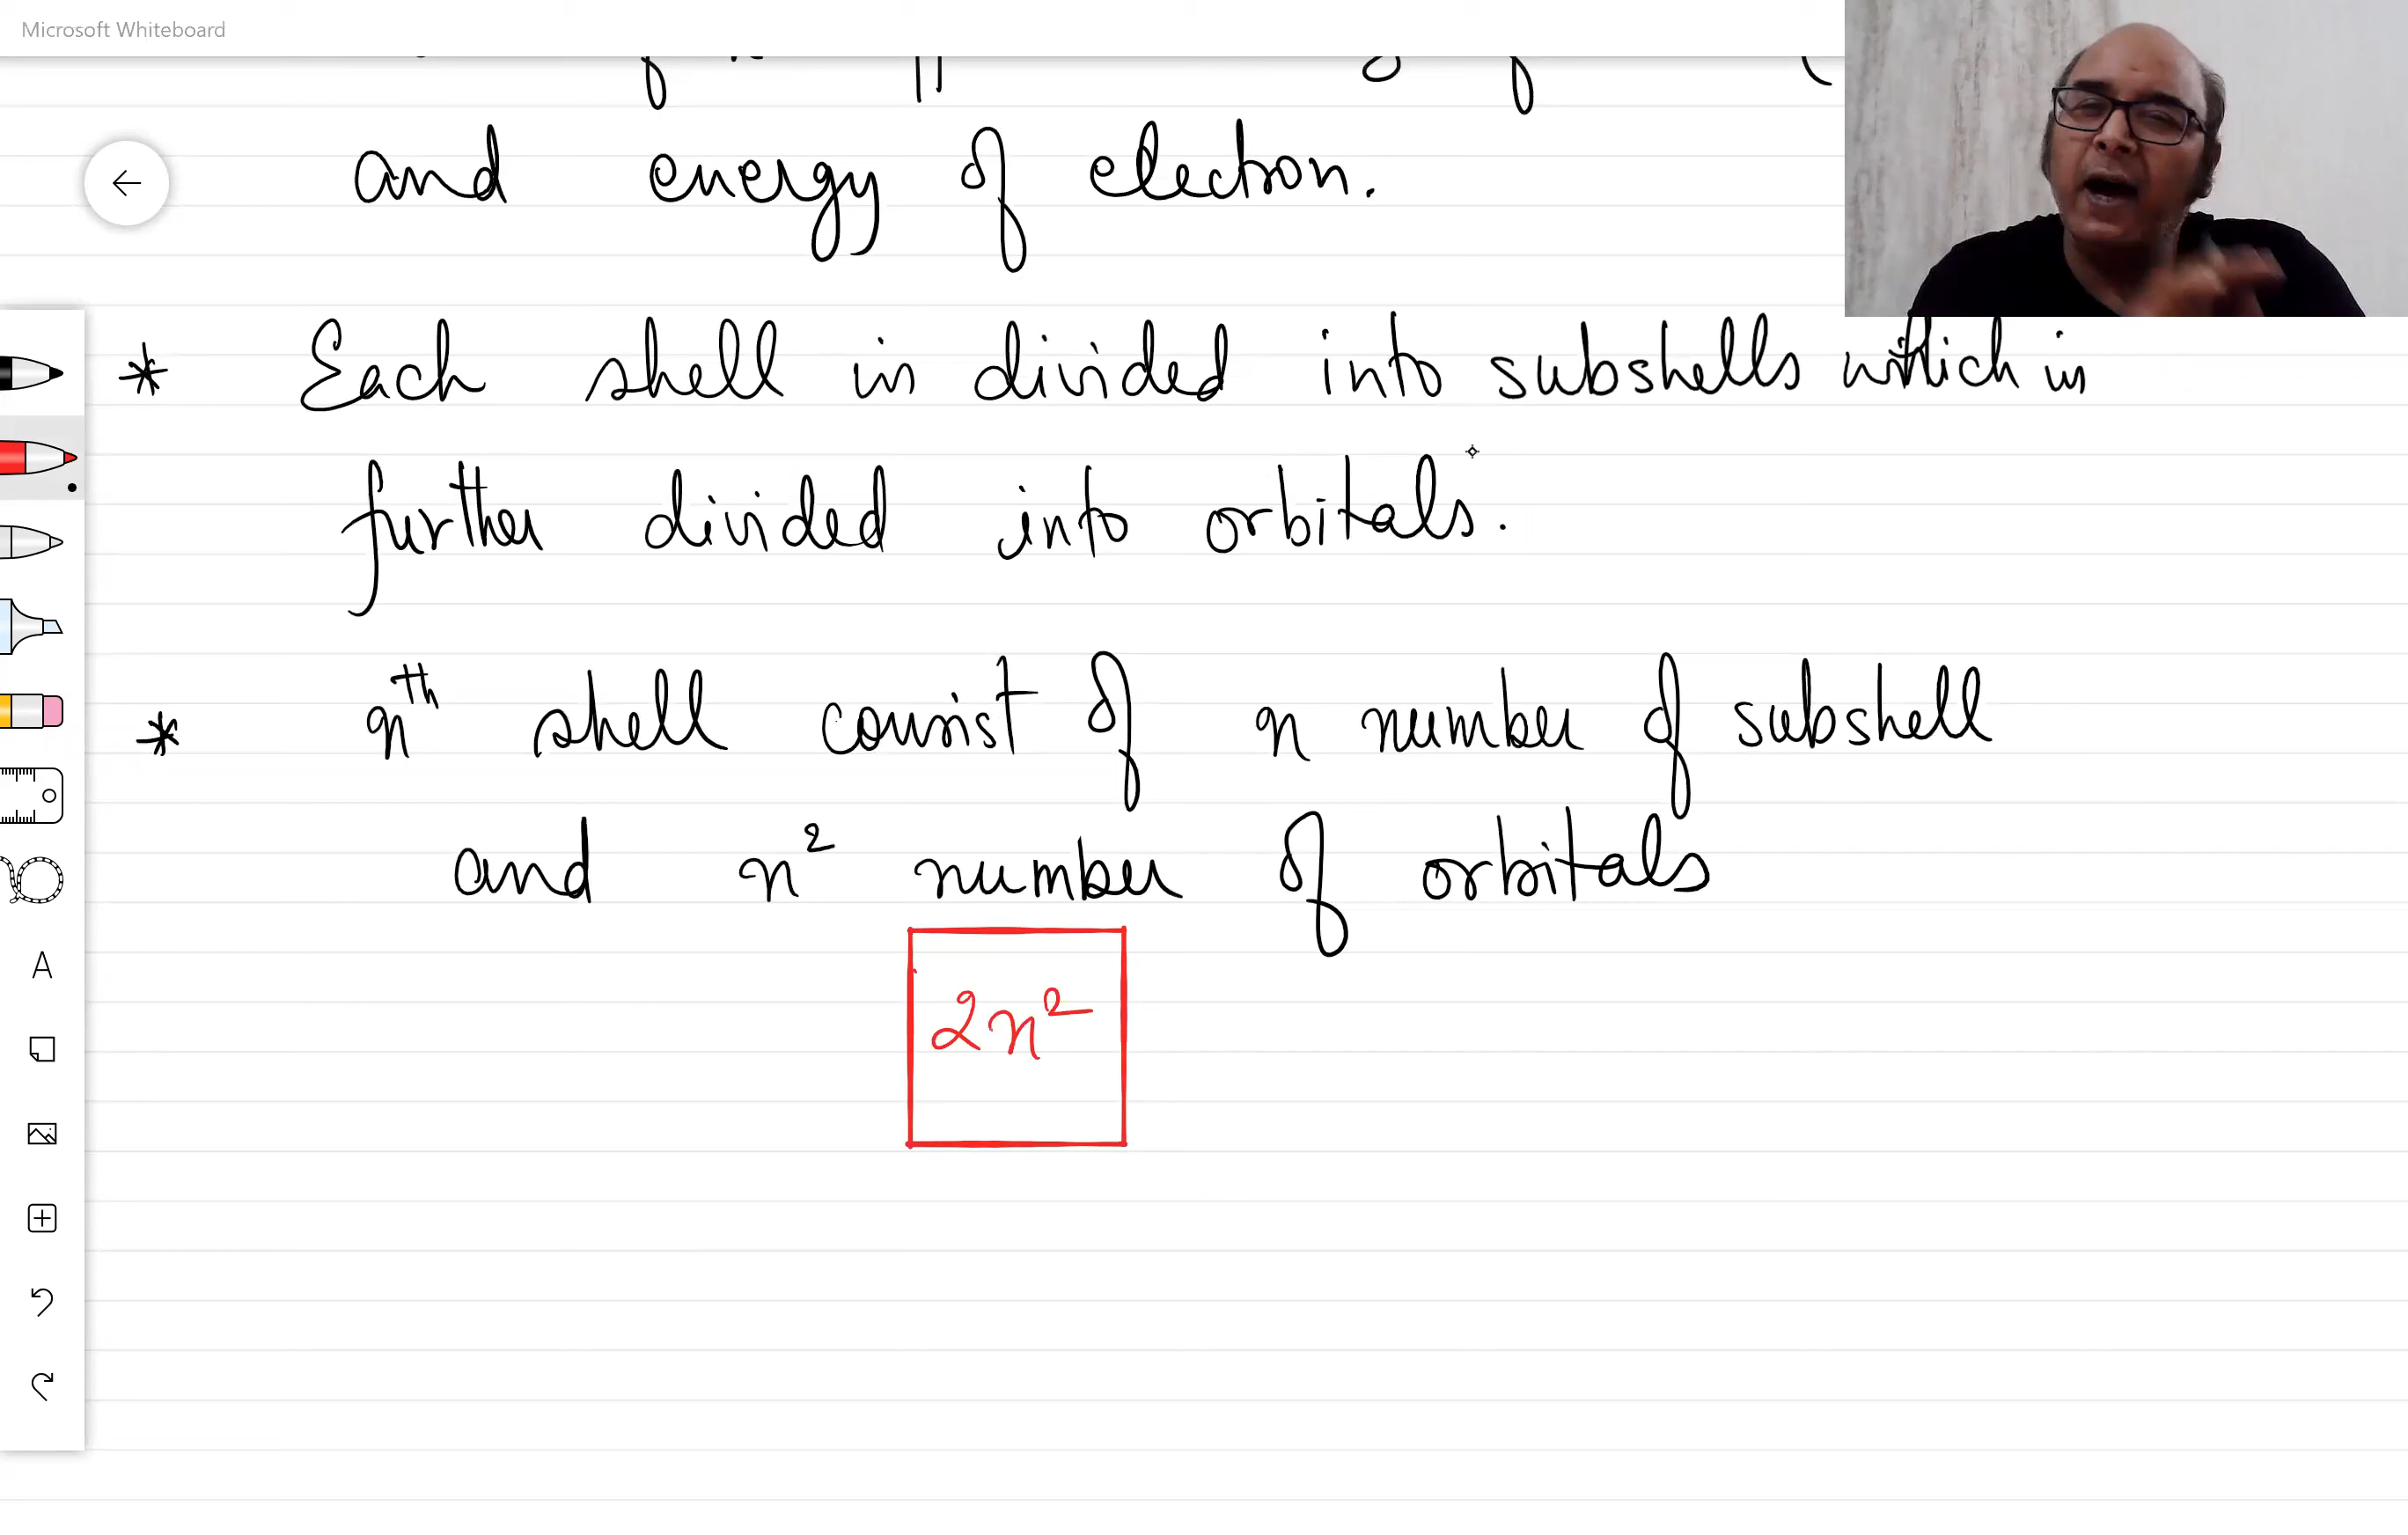 Microsoft Whiteboard
and energy of electron.
* Each shell is divided into subshells which is
further divided into orbitals.
* nth shell consist of n number of subshell
and n² number of orbitals
2n²
A